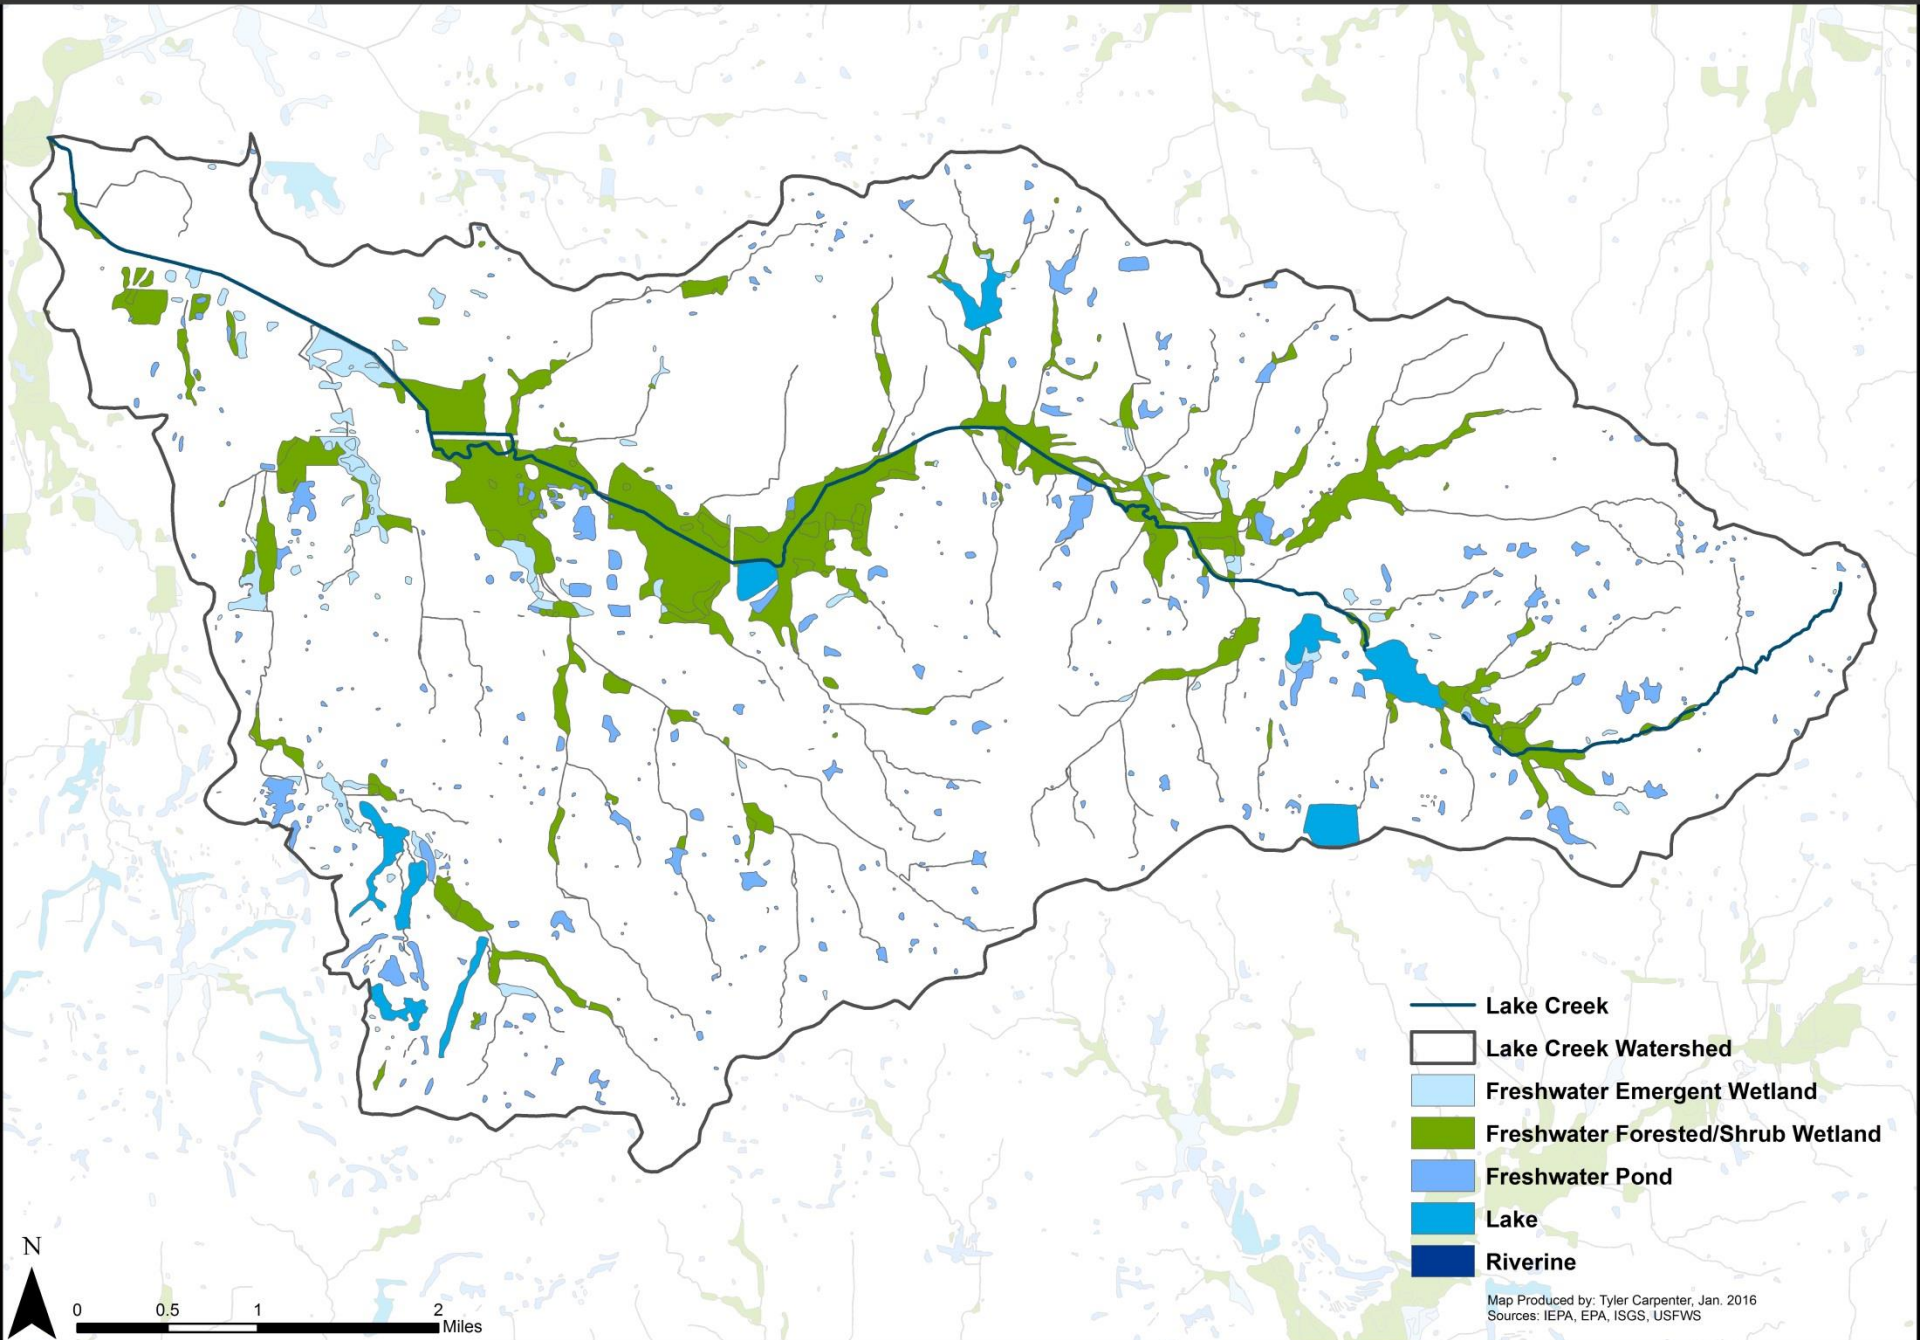 Lake Creek
Lake Creek Watershed
Freshwater Emergent Wetland
Freshwater Forested/Shrub Wetland
Freshwater Pond
Lake
Riverine
N
0 0.5 1 2
Miles
Map Produced by: Tyler Carpenter, Jan. 2016
Sources: IEPA, EPA, ISGS, USFWS